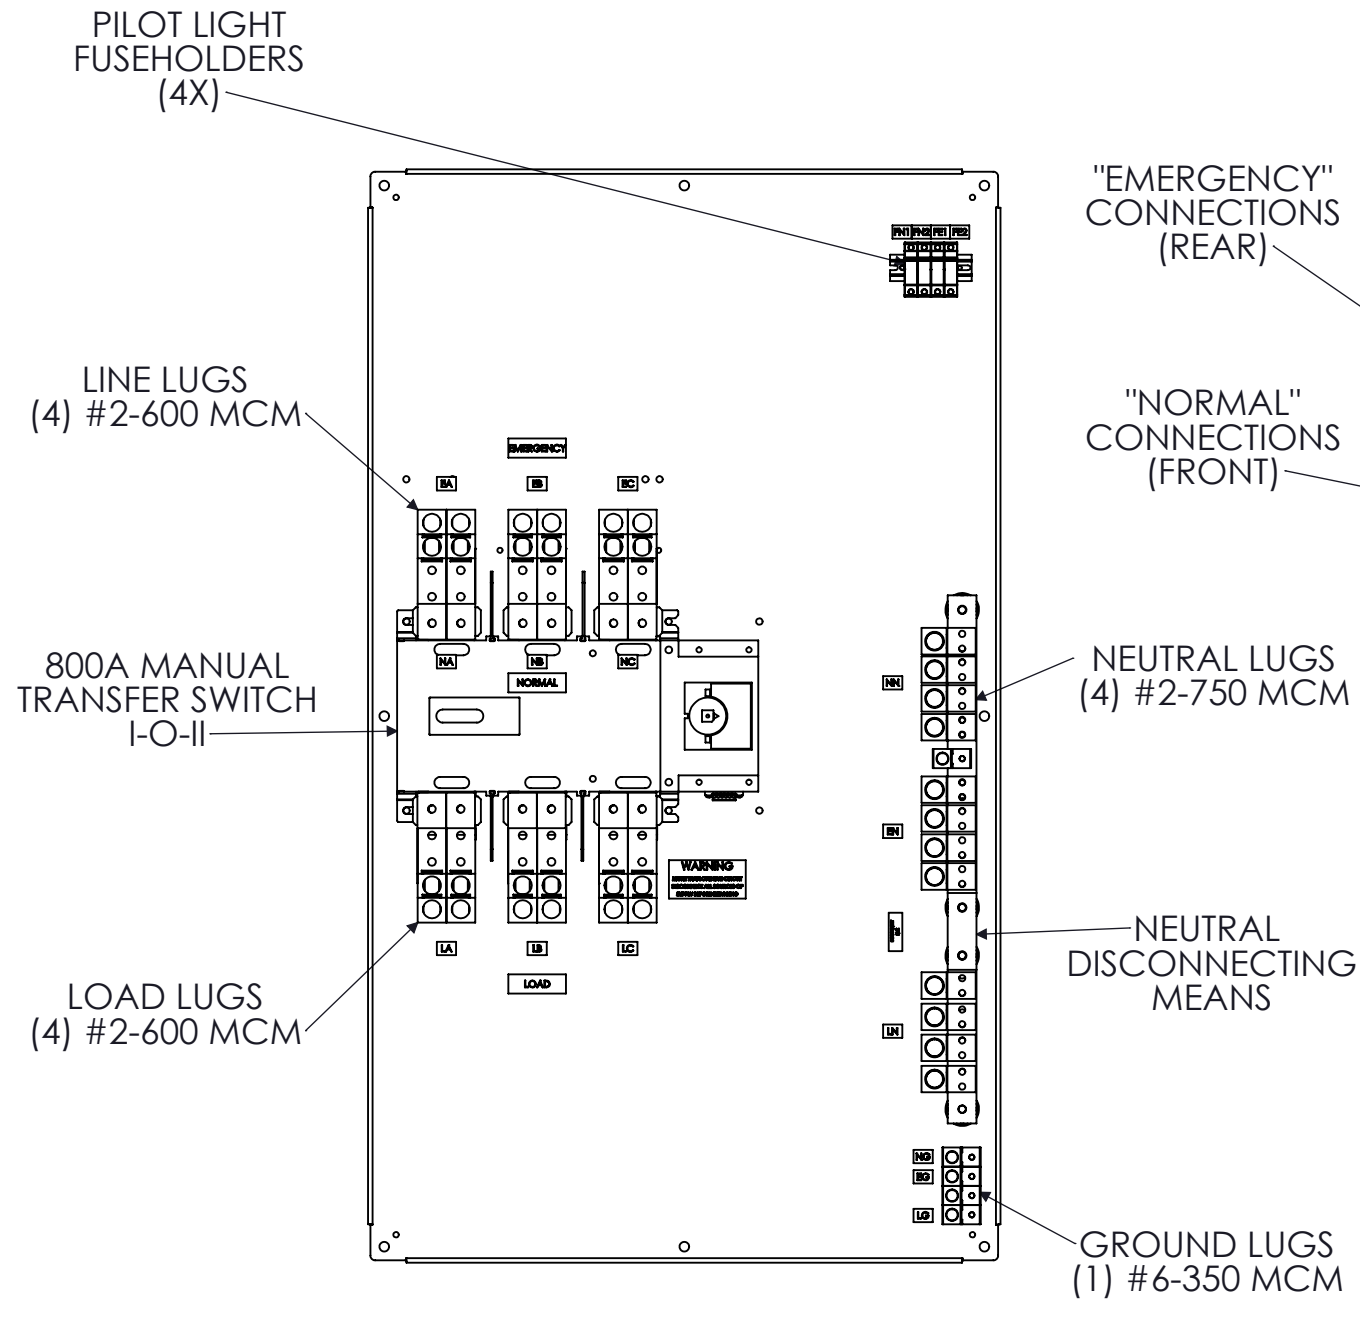 PILOT LIGHT
FUSEHOLDERS
(4X)
"EMERGENCY"
CONNECTIONS
(REAR)
FN1 FN2 FE1 FE2
LINE LUGS
(4) #2-600 MCM
"NORMAL"
CONNECTIONS
(FRONT)
EMERGENCY
EA EB EC
800A MANUAL
TRANSFER SWITCH
I-O-II
NA NB NC
NORMAL
NN
NEUTRAL LUGS
(4) #2-750 MCM
EN
WARNING
LA LB LC
LOAD
NEUTRAL
DISCONNECTING
MEANS
LOAD LUGS
(4) #2-600 MCM
LN
NG
EG
LG
GROUND LUGS
(1) #6-350 MCM